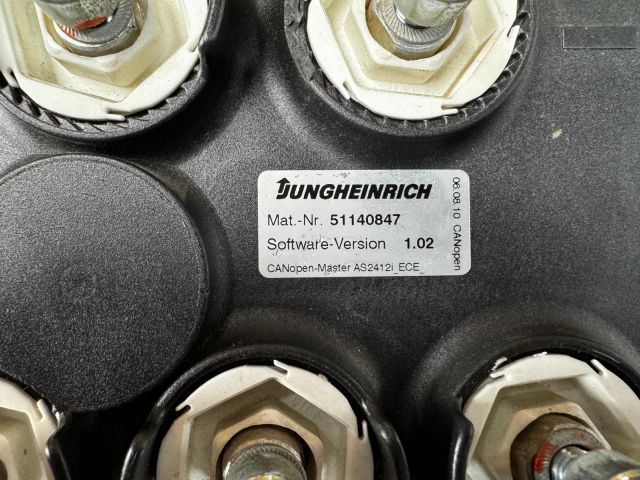 JUNGHEINRICH
Mat.-Nr. 51140847
Software-Version 1.02
CANopen-Master AS2412i_ECE_
06.08.10 CANopen